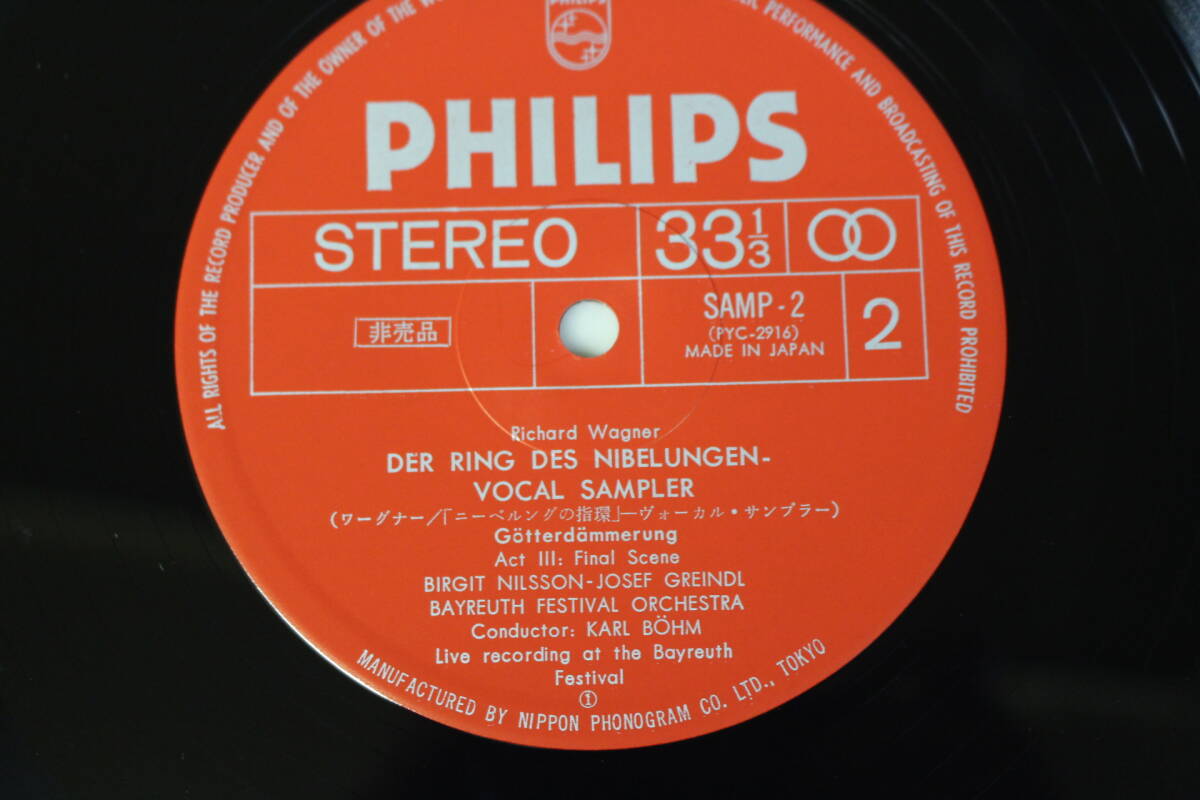 PHILIPS
ALL RIGHTS OF THE RECORD PRODUCER AND OF THE OWNER OF THE
PERFORMANCE AND BROADCASTING OF THIS RECORD PROHIBITED
PHILIPS
STEREO
33 1/3
非売品
SAMP-2
(PYC-2916)
MADE IN JAPAN
2
Richard Wagner
DER RING DES NIBELUNGEN-
VOCAL SAMPLER
(ワーグナー/「ニーベルングの指環」—ヴォーカル・サンプラー)
Götterdämmerung
Act III: Final Scene
BIRGIT NILSSON-JOSEF GREINDL
BAYREUTH FESTIVAL ORCHESTRA
Conductor: KARL BÖHM
Live recording at the Bayreuth
Festival
Ⓘ
MANUFACTURED BY NIPPON PHONOGRAM CO. LTD., TOKYO